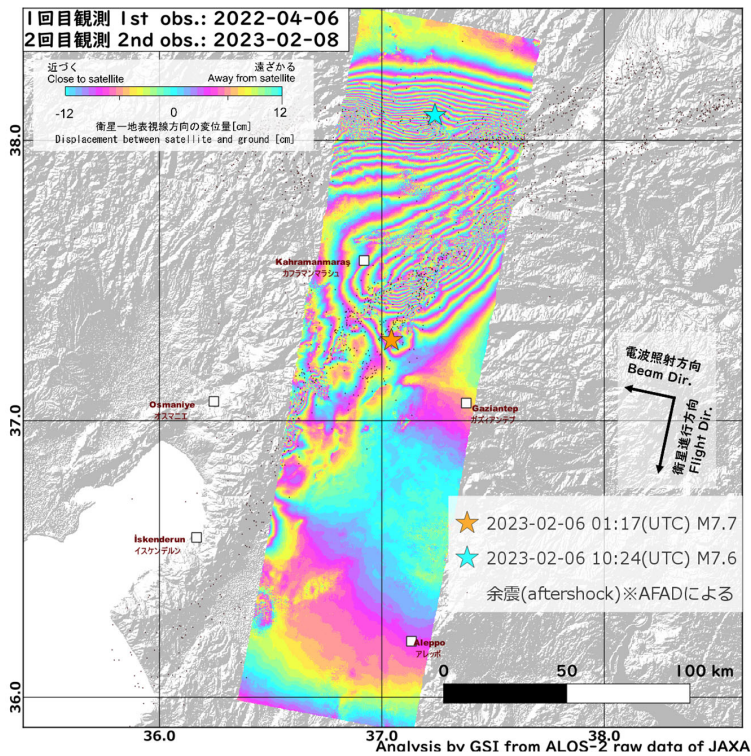 1回目観測 1st obs.: 2022-04-06
2回目観測 2nd obs.: 2023-02-08
近づく 遠ざかる
Close to satellite Away from satellite
-12 0 12
衛星－地表視線方向の変位量[cm]
Displacement between satellite and ground [cm]
38.0
Kahramanmaraş
カフラマンマラシュ
電波照射方向
Beam Dir.
衛星進行方向
Flight Dir.
Osmaniye
オスマニエ
Gaziantep
ガズィアンテプ
37.0
İskenderun
イスケンデルン
2023-02-06 01:17(UTC) M7.7
2023-02-06 10:24(UTC) M7.6
余震(aftershock)※AFADによる
Aleppo
アレッポ
0 50 100 km
36.0
36.0 37.0 38.0
Analysis by GSI from ALOS-2 raw data of JAXA